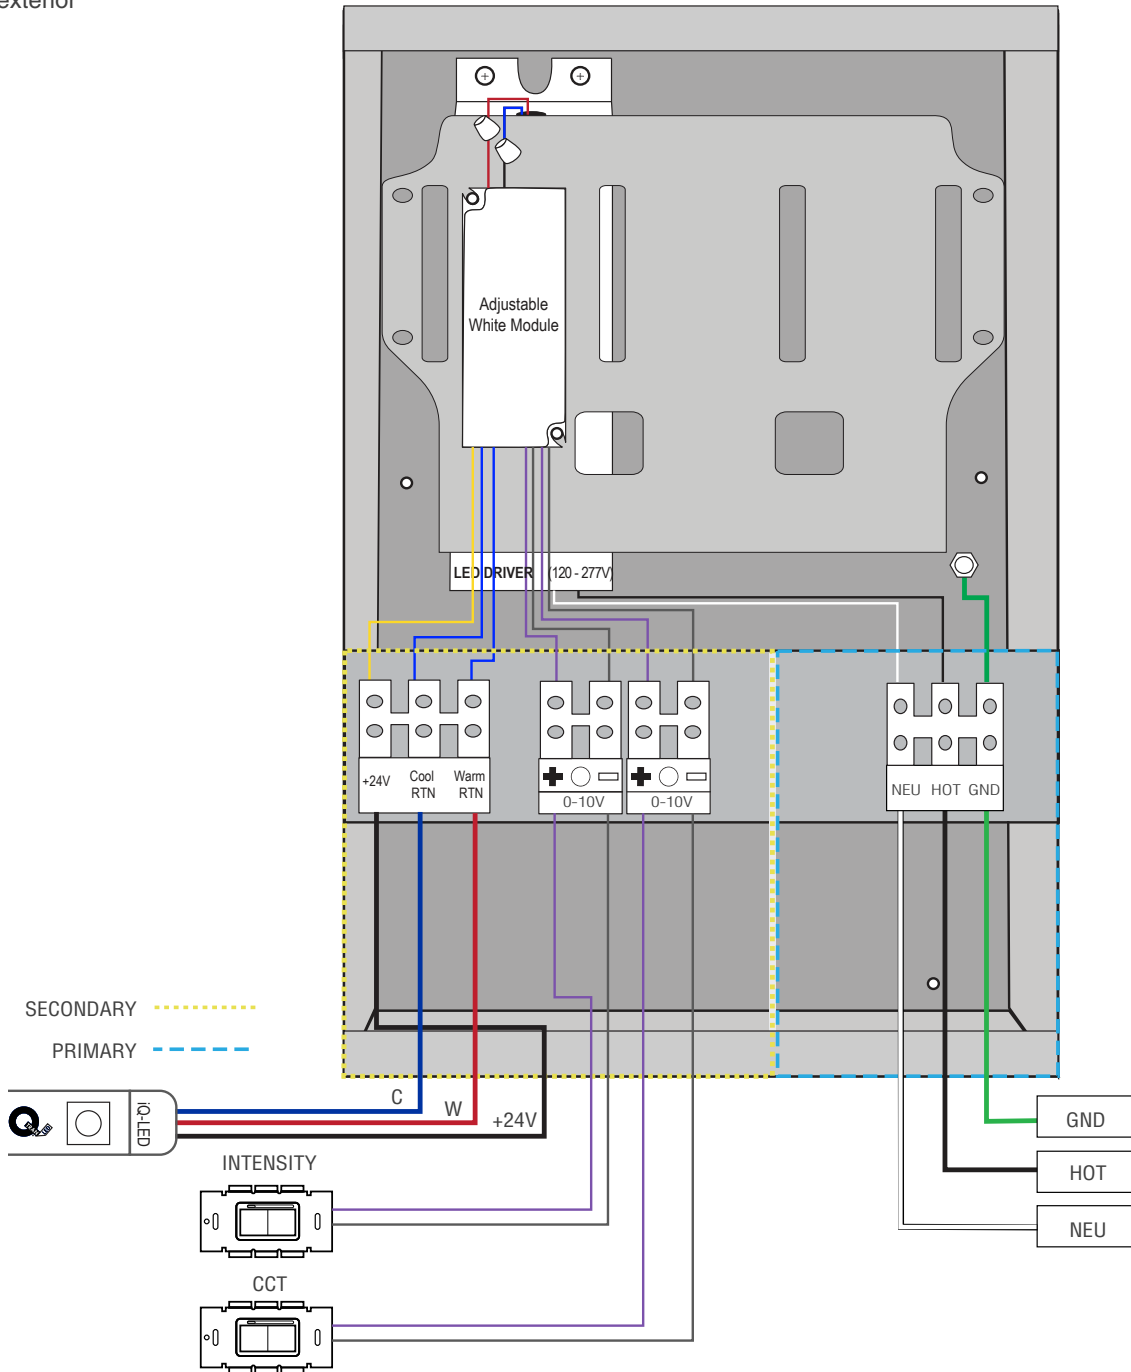 exterior
Adjustable
White Module
LED DRIVER (120 - 277V)
+24V
Cool
RTN
Warm
RTN
0-10V
0-10V
NEU HOT GND
SECONDARY
PRIMARY
iQ-LED
C
W
+24V
INTENSITY
CCT
GND
HOT
NEU